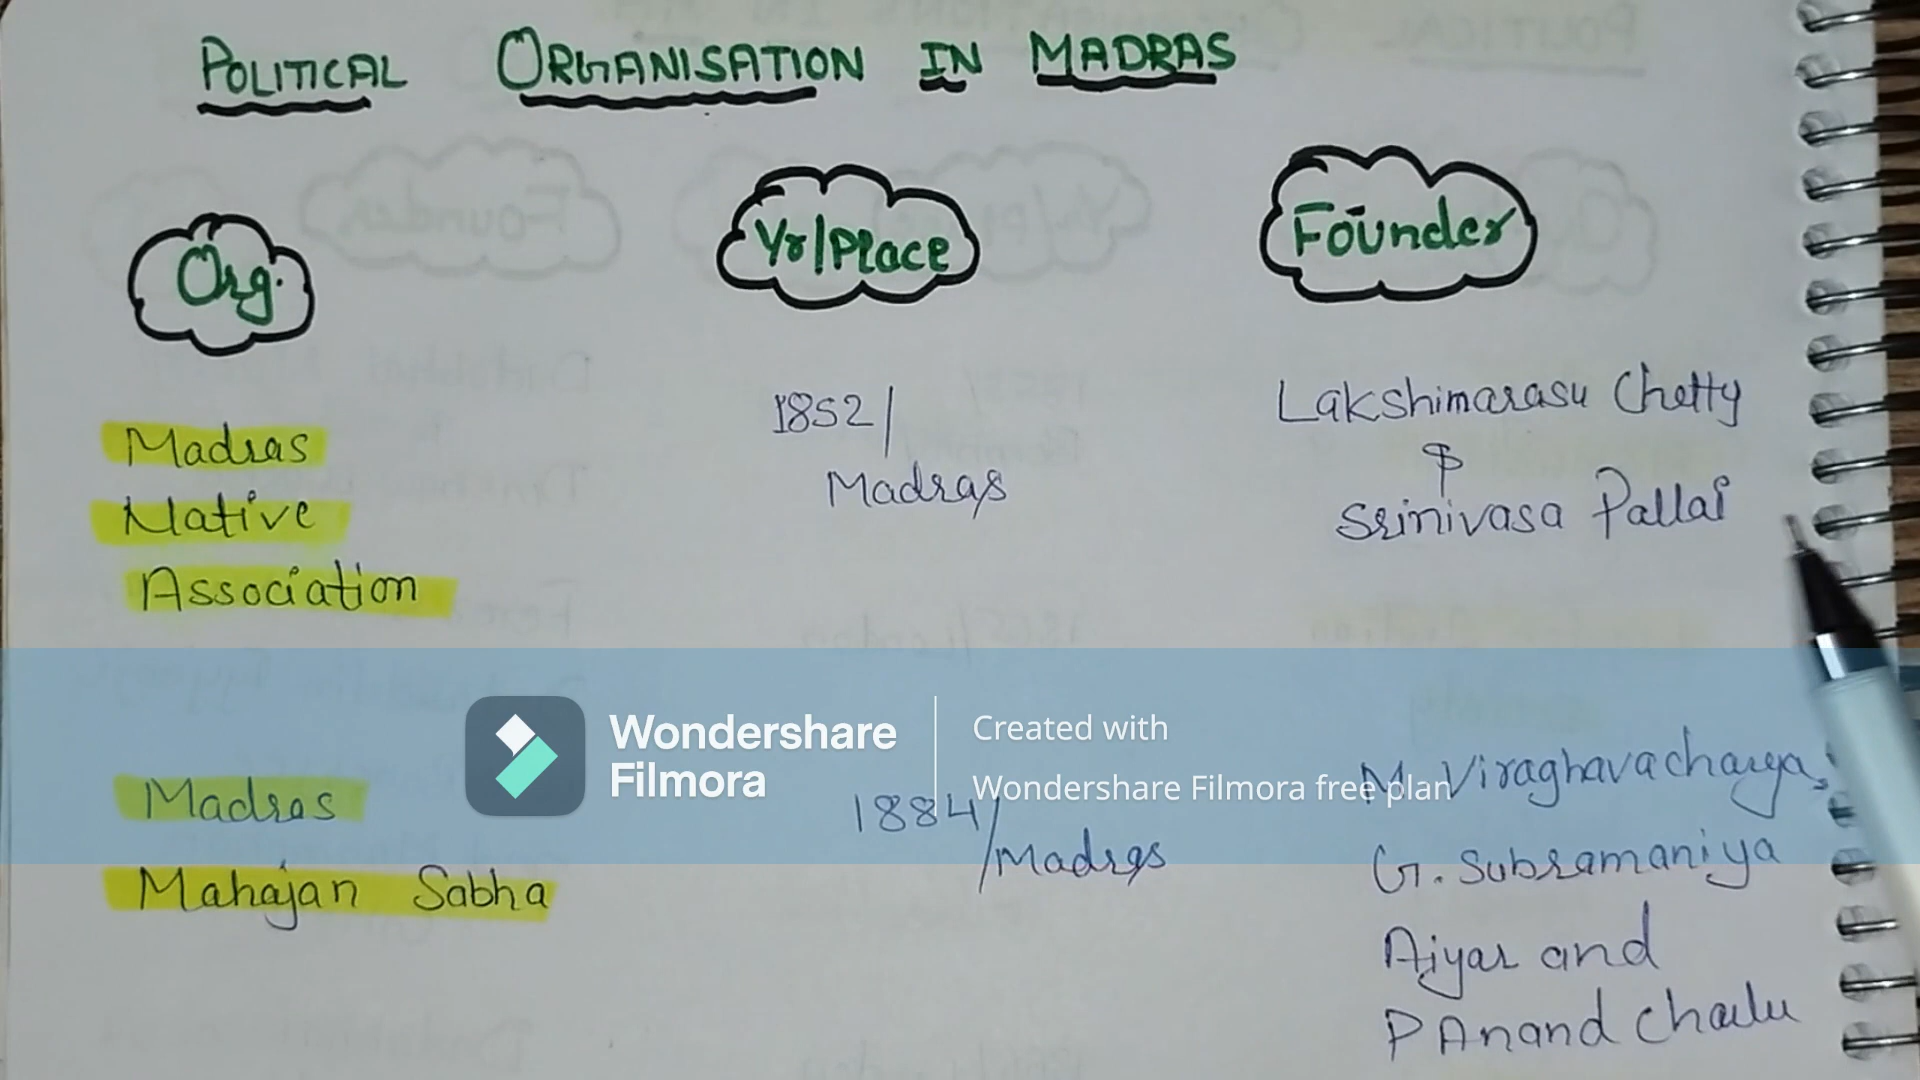 POLITICAL ORGANISATION IN MADRAS
Org.
Yr/Place
Founder
Madras
Native
Association
1852/
Madras
Lakshimarasu Chetty
&
Srinivasa Pallai
Madras
Mahajan Sabha
1884/
/Madras
M. Viraghavacharya,
G. Subramaniya
Aiyar and
P Anand Charlu
Wondershare
Filmora
Created with
Wondershare Filmora free plan